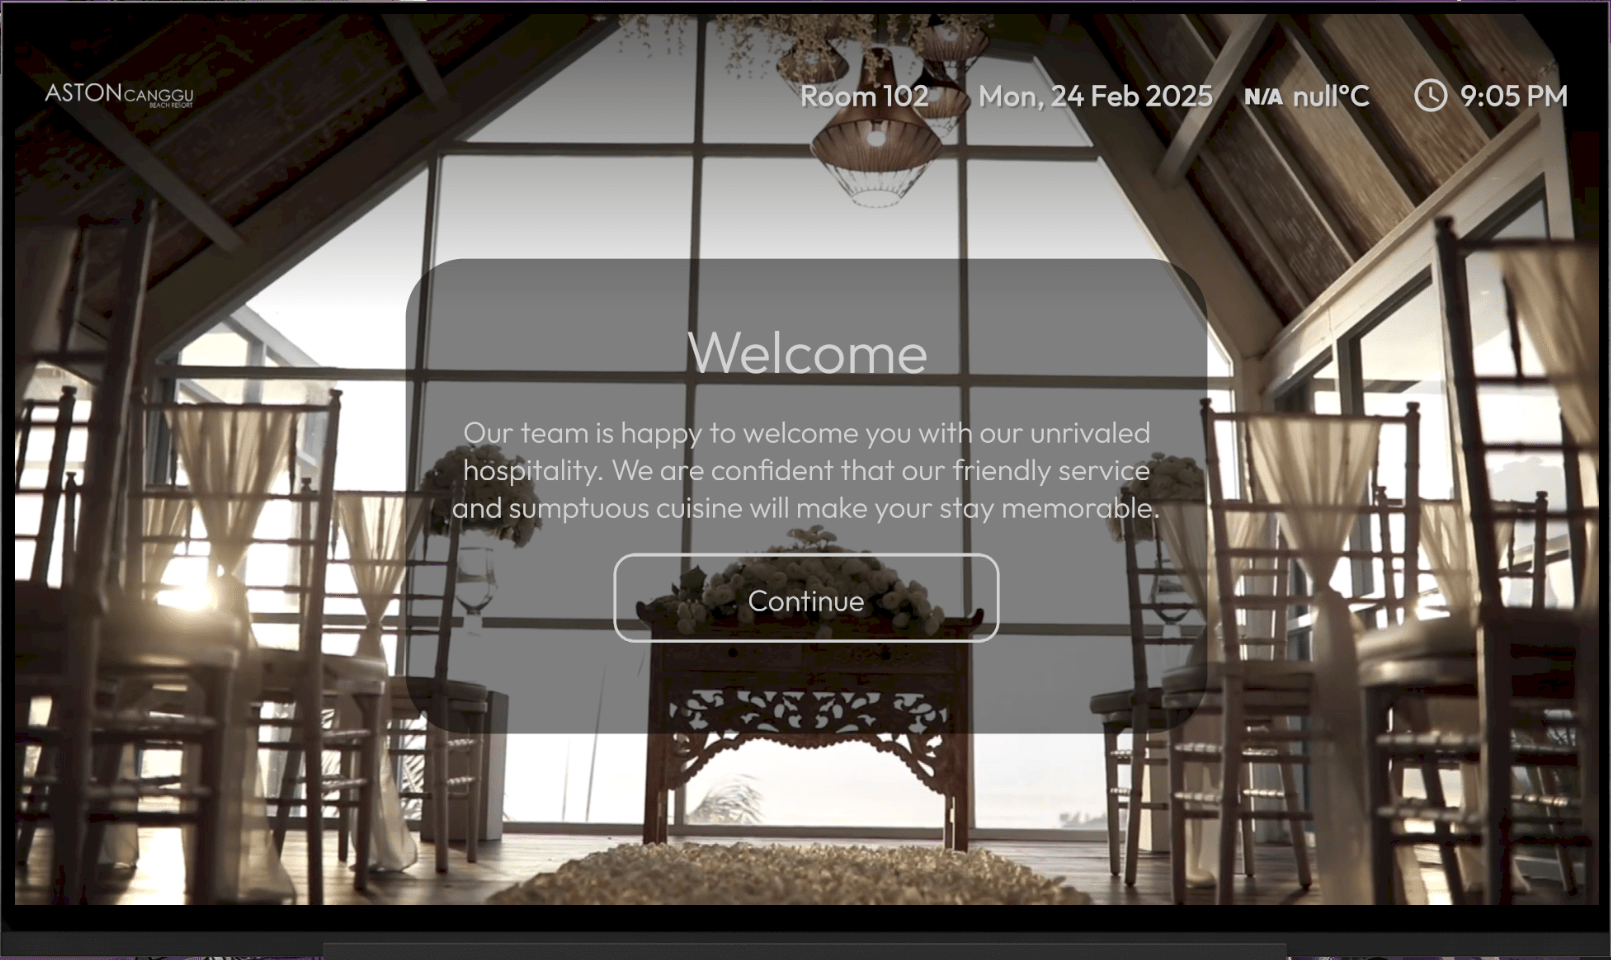 ASTON CANGGU
BEACH RESORT
Room 102 Mon, 24 Feb 2025 N/A null°C 9:05 PM
Welcome
Our team is happy to welcome you with our unrivaled
hospitality. We are confident that our friendly service
and sumptuous cuisine will make your stay memorable.
Continue